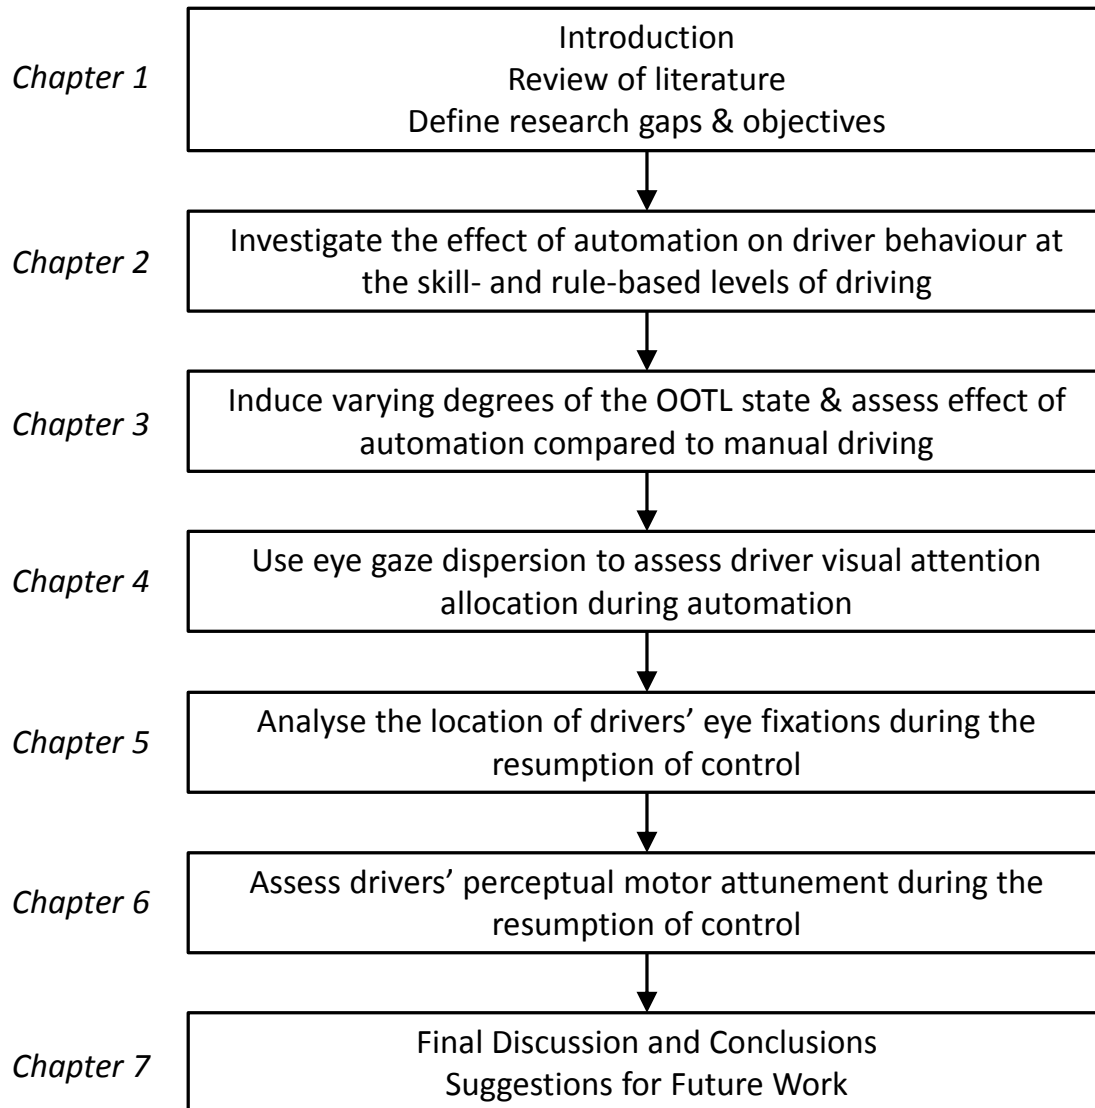 Chapter 1
Introduction
Review of literature
Define research gaps & objectives
Chapter 2
Investigate the effect of automation on driver behaviour at
the skill- and rule-based levels of driving
Chapter 3
Induce varying degrees of the OOTL state & assess effect of
automation compared to manual driving
Chapter 4
Use eye gaze dispersion to assess driver visual attention
allocation during automation
Chapter 5
Analyse the location of drivers’ eye fixations during the
resumption of control
Chapter 6
Assess drivers’ perceptual motor attunement during the
resumption of control
Chapter 7
Final Discussion and Conclusions
Suggestions for Future Work